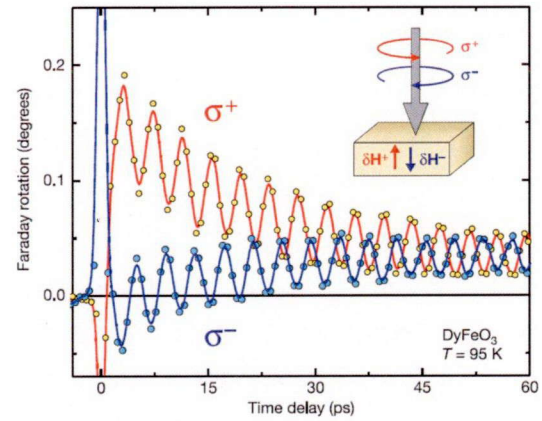 Faraday rotation (degrees)
0.2
0.1
0.0
σ⁺
σ⁻
σ⁺
σ⁻
δH⁺
δH⁻
DyFeO₃
T = 95 K
0
15
30
45
60
Time delay (ps)